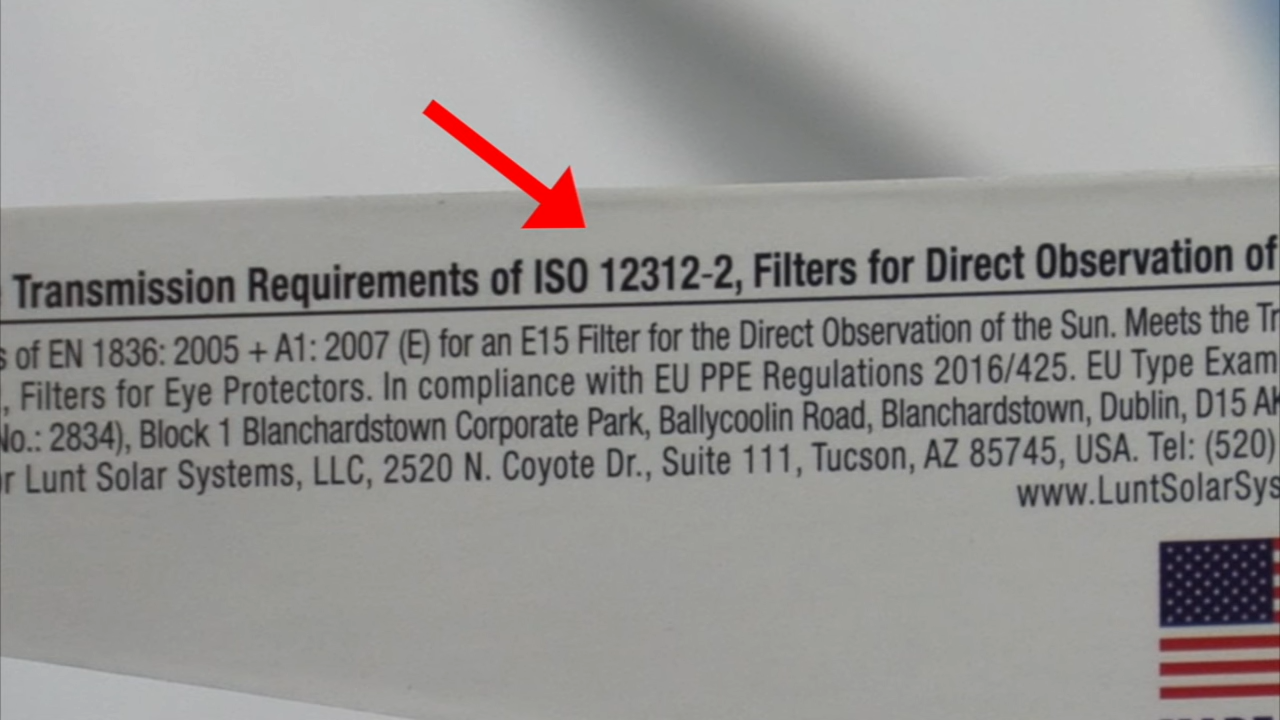 Transmission Requirements of ISO 12312-2, Filters for Direct Observation of
of EN 1836: 2005 + A1: 2007 (E) for an E15 Filter for the Direct Observation of the Sun. Meets the
, Filters for Eye Protectors. In compliance with EU PPE Regulations 2016/425. EU Type Exam
No.: 2834), Block 1 Blanchardstown Corporate Park, Ballycoolin Road, Blanchardstown, Dublin, D15
Lunt Solar Systems, LLC, 2520 N. Coyote Dr., Suite 111, Tucson, AZ 85745, USA. Tel: (520)
www.LuntSolarSys